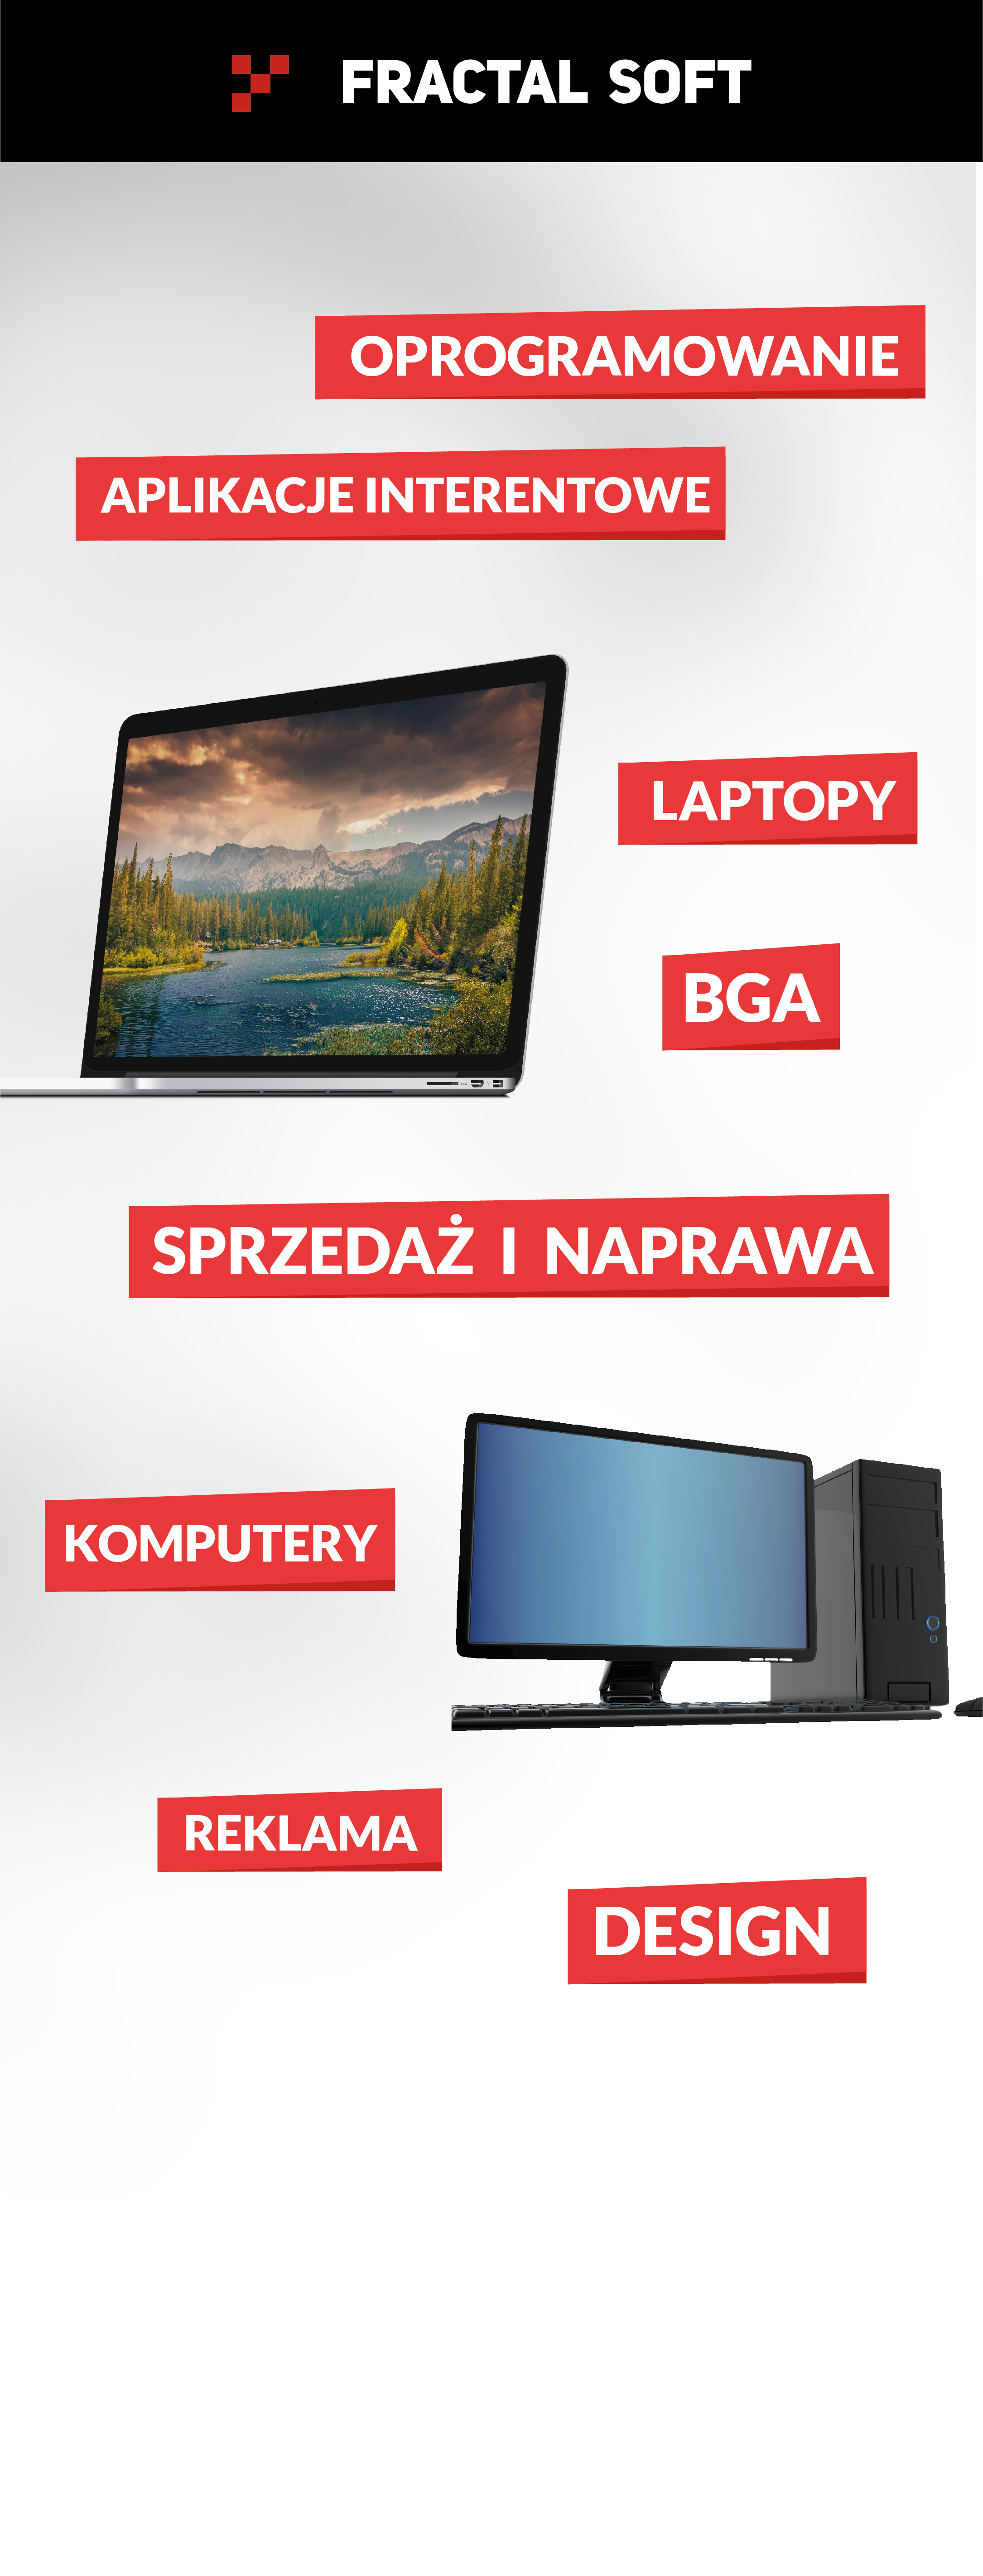 FRACTAL SOFT
OPROGRAMOWANIE
APLIKACJE INTERENTOWE
LAPTOPY
BGA
SPRZEDAŻ I NAPRAWA
KOMPUTERY
REKLAMA
DESIGN